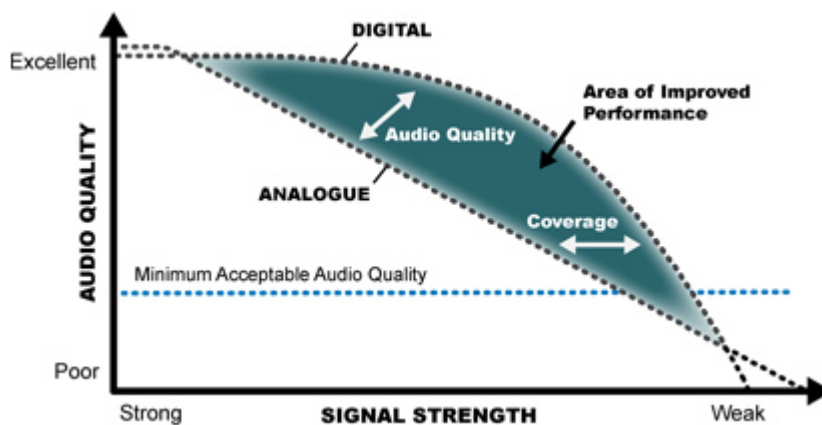 DIGITAL
Excellent
Area of Improved
Performance
Audio Quality
ANALOGUE
Coverage
AUDIO QUALITY
Minimum Acceptable Audio Quality
Poor
Strong
SIGNAL STRENGTH
Weak